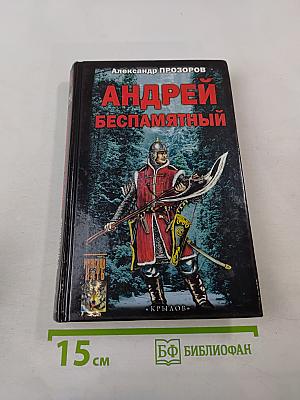 Александр ПРОЗОРОВ
АНДРЕЙ
БЕСПАМЯТНЫЙ
«КРЫЛОВ»
15 см
БФ БИБЛИОФАН